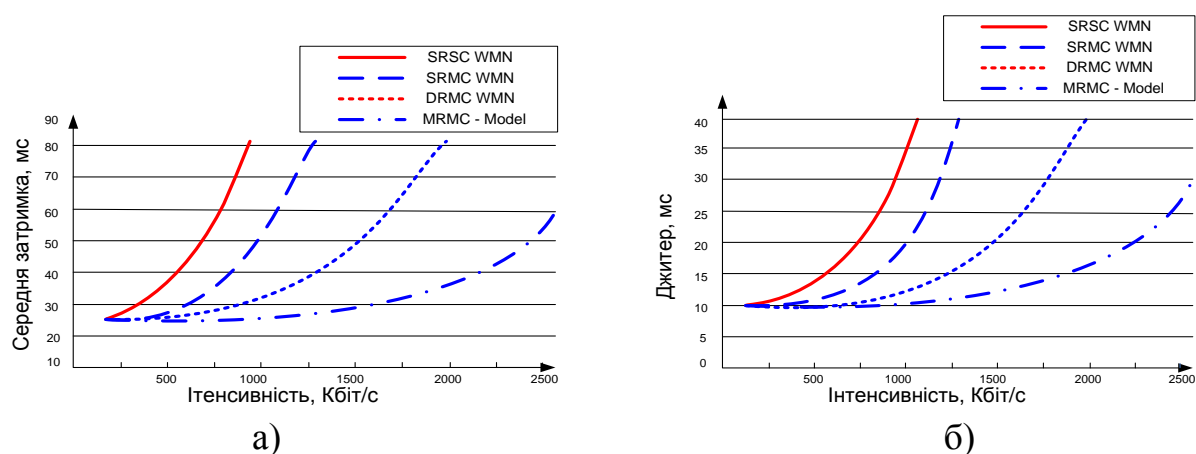 SRSC WMN
SRMC WMN
DRMC WMN
MRMC - Model
90
80
70
60
50
40
30
20
10
Середня затримка, мс
500
1000
1500
2000
2500
Ітенсивність, Кбіт/с
а)
SRSC WMN
SRMC WMN
DRMC WMN
MRMC - Model
40
35
30
25
20
15
10
5
0
Джитер, мс
500
1000
1500
2000
2500
Інтенсивність, Кбіт/с
б)